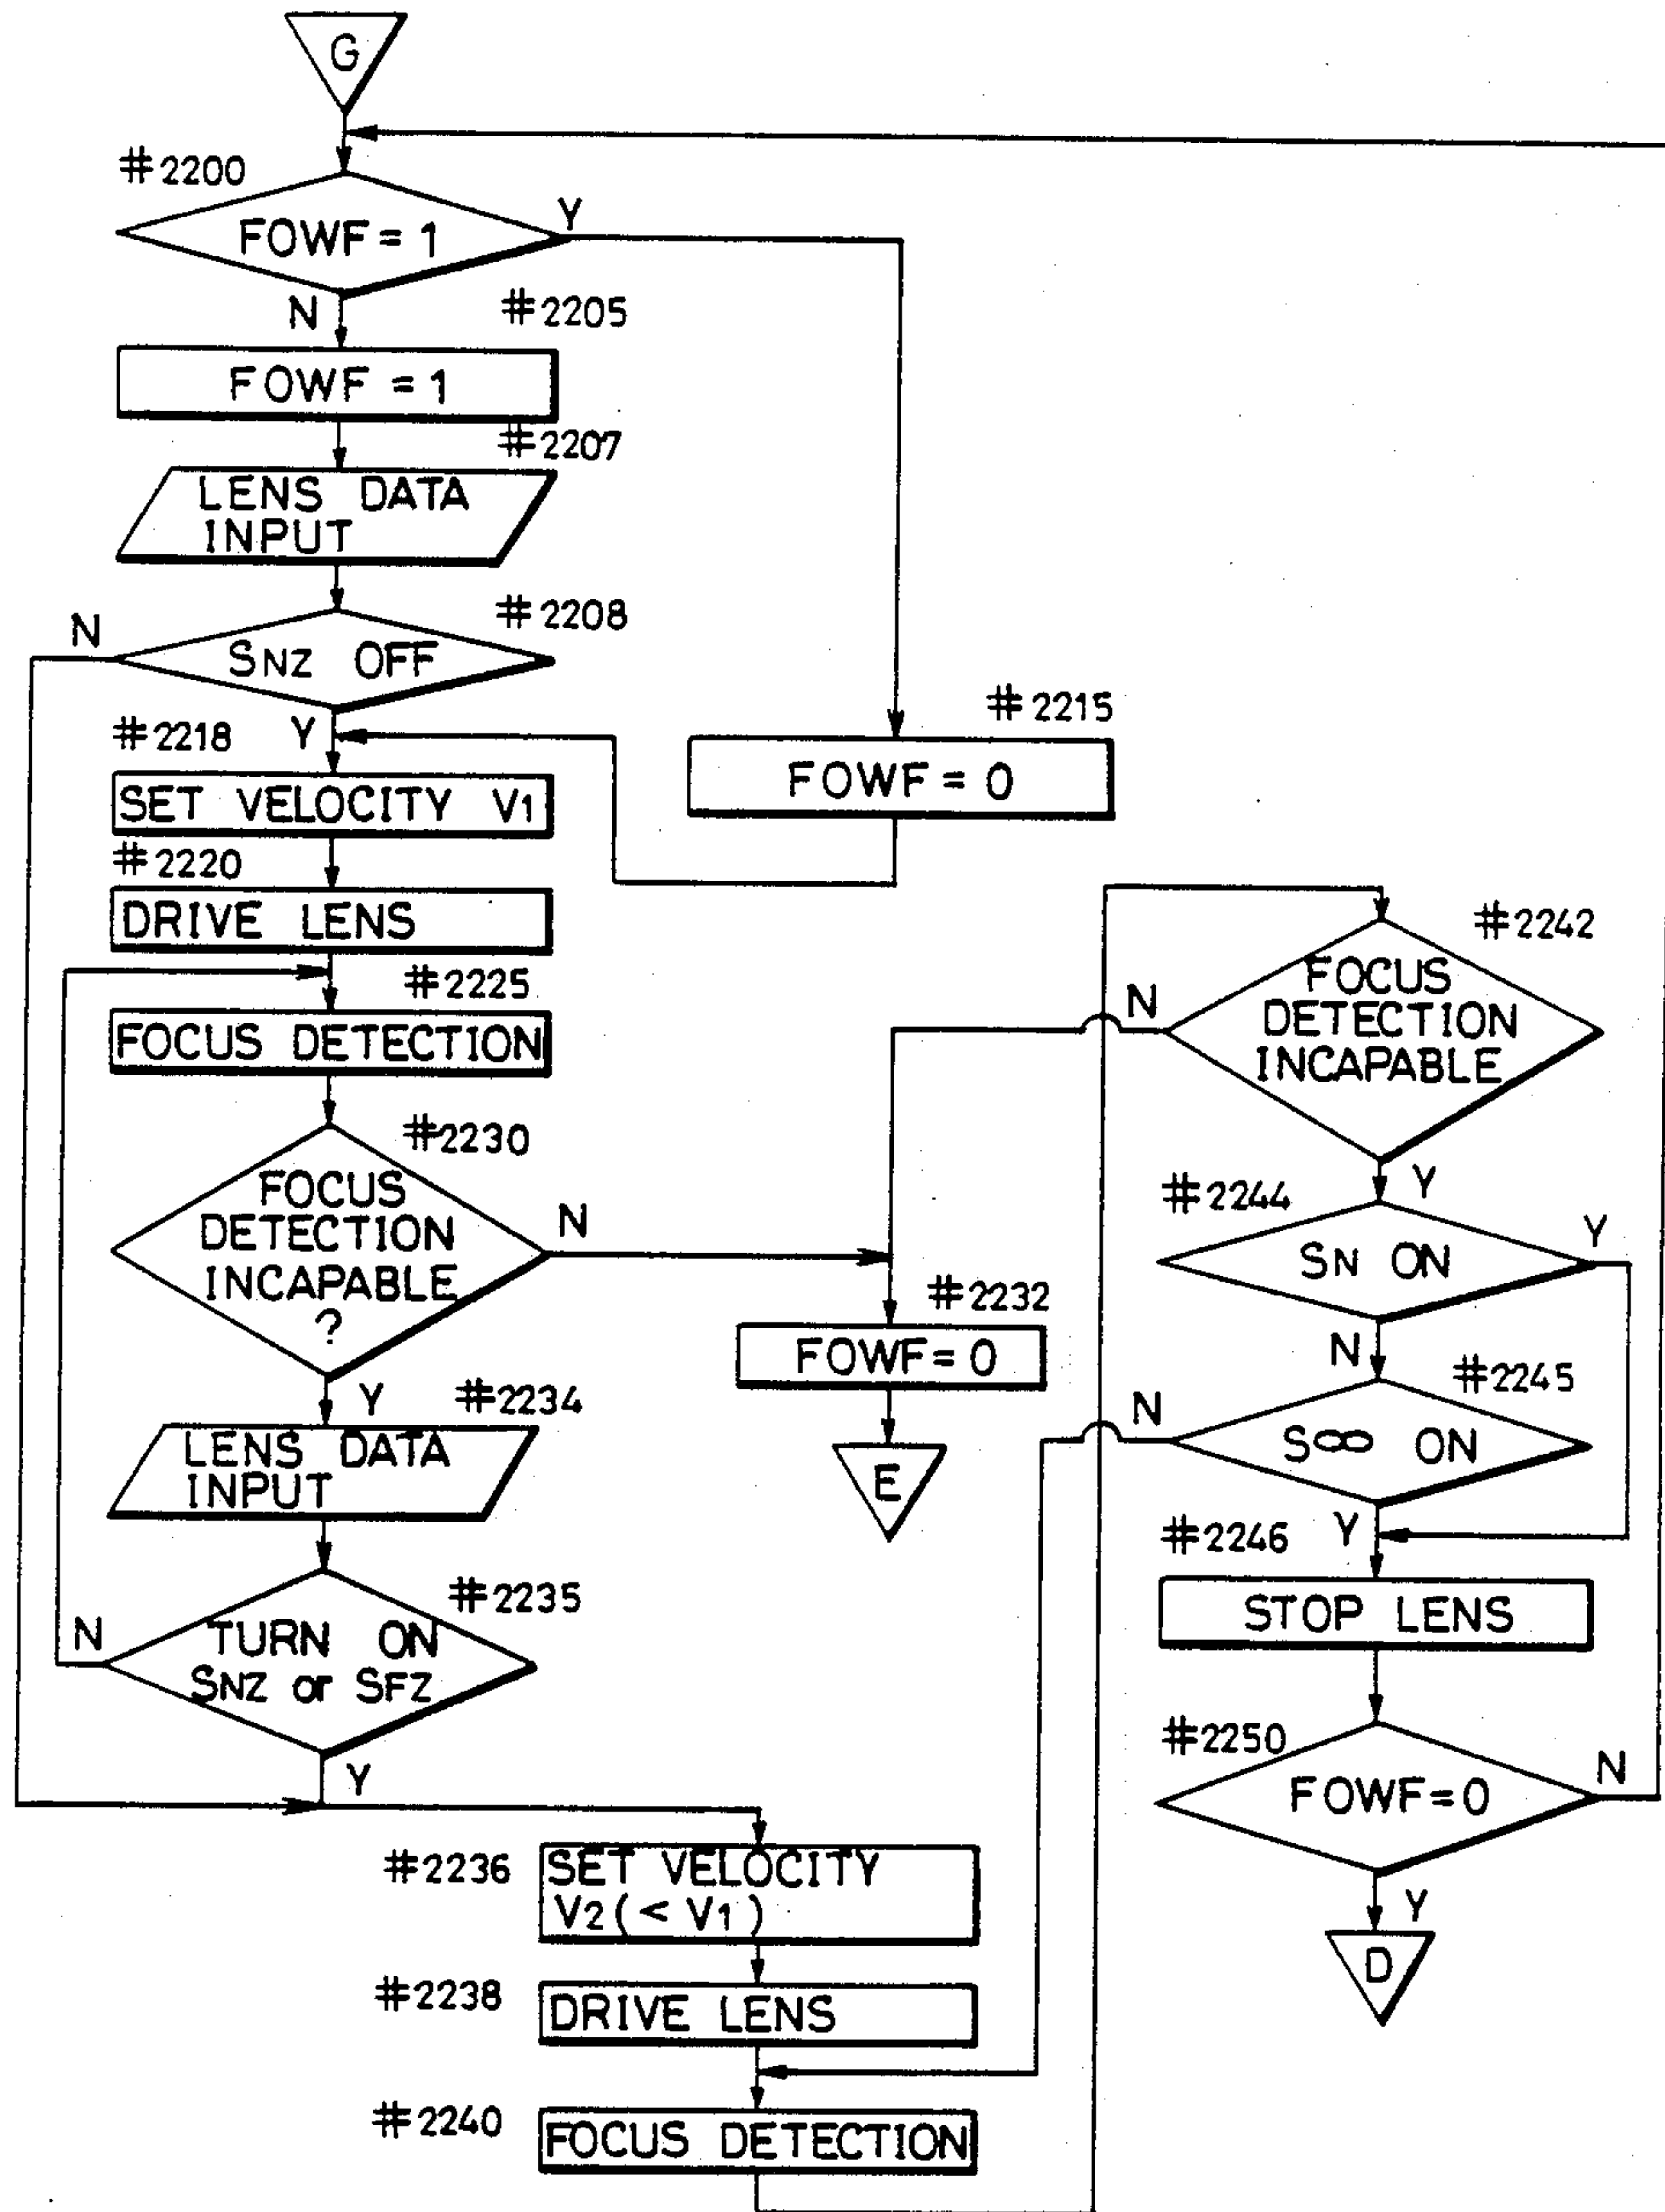 G
#2200
FOWF = 1
Y
N
#2205
FOWF = 1
#2207
LENS DATA
INPUT
#2208
N
SNZ OFF
#2218
Y
SET VELOCITY V1
#2215
FOWF = 0
#2220
DRIVE LENS
#2225
FOCUS DETECTION
#2230
FOCUS
DETECTION
INCAPABLE
?
N
Y
#2232
FOWF = 0
E
#2234
LENS DATA
INPUT
#2235
N
TURN ON
SNZ or SFZ
Y
#2236
SET VELOCITY
V2 ( < V1 )
#2238
DRIVE LENS
#2240
FOCUS DETECTION
#2242
N
FOCUS
DETECTION
INCAPABLE
Y
#2244
SN ON
Y
N
#2245
N
S∞ ON
Y
#2246
STOP LENS
#2250
FOWF = 0
N
Y
D